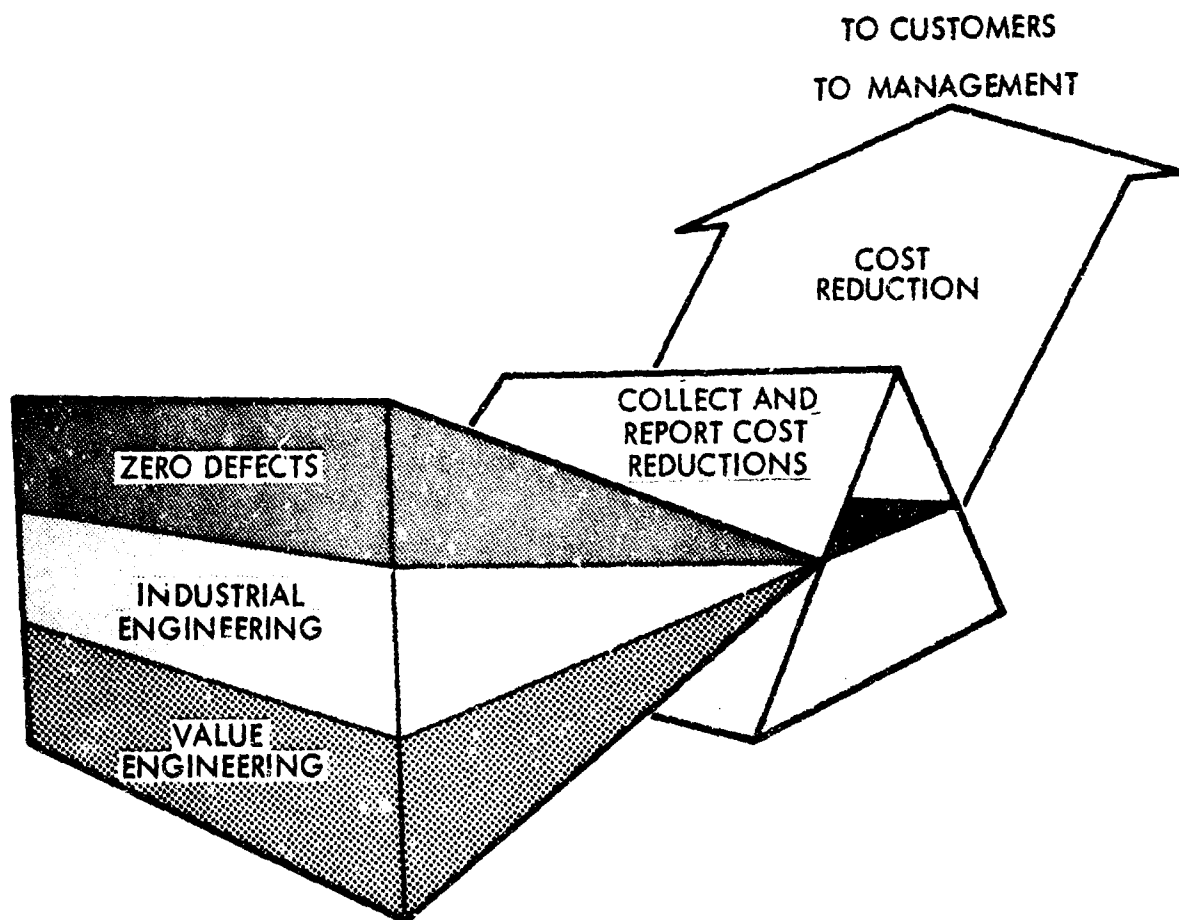 TO CUSTOMERS
TO MANAGEMENT
COST
REDUCTION
COLLECT AND
REPORT COST
REDUCTIONS
ZERO DEFECTS
INDUSTRIAL
ENGINEERING
VALUE
ENGINEERING